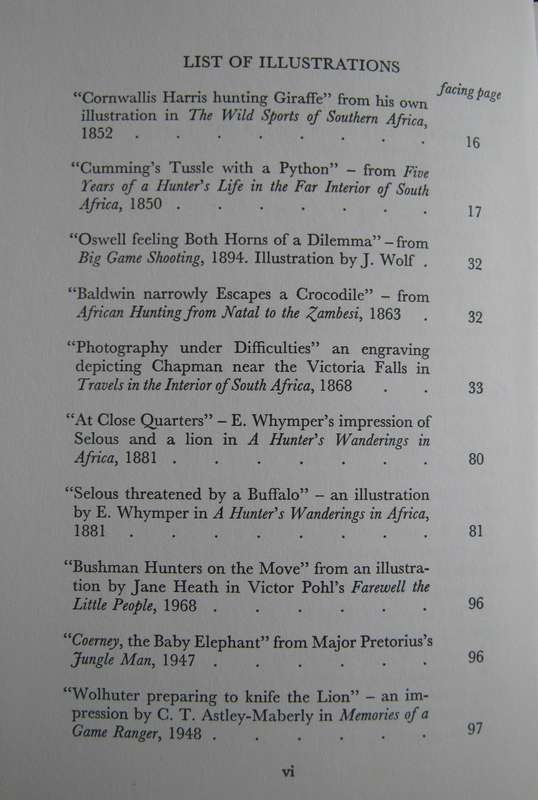 LIST OF ILLUSTRATIONS
facing page
“Cornwallis Harris hunting Giraffe” from his own
illustration in The Wild Sports of Southern Africa,
1852 . . . . . . . 16
“Cumming’s Tussle with a Python” – from Five
Years of a Hunter’s Life in the Far Interior of South
Africa, 1850 . . . . . . 17
“Oswell feeling Both Horns of a Dilemma” – from
Big Game Shooting, 1894. Illustration by J. Wolf . 32
“Baldwin narrowly Escapes a Crocodile” – from
African Hunting from Natal to the Zambesi, 1863 . 32
“Photography under Difficulties” an engraving
depicting Chapman near the Victoria Falls in
Travels in the Interior of South Africa, 1868 . . 33
“At Close Quarters” – E. Whymper’s impression of
Selous and a lion in A Hunter’s Wanderings in
Africa, 1881 . . . . . . 80
“Selous threatened by a Buffalo” – an illustration
by E. Whymper in A Hunter’s Wanderings in Africa,
1881 . . . . . . . 81
“Bushman Hunters on the Move” from an illustra-
tion by Jane Heath in Victor Pohl’s Farewell the
Little People, 1968 . . . . . 96
“Coerney, the Baby Elephant” from Major Pretorius’s
Jungle Man, 1947 . . . . . 96
“Wolhuter preparing to knife the Lion” – an im-
pression by C. T. Astley-Maberly in Memories of a
Game Ranger, 1948 . . . . . 97
vi